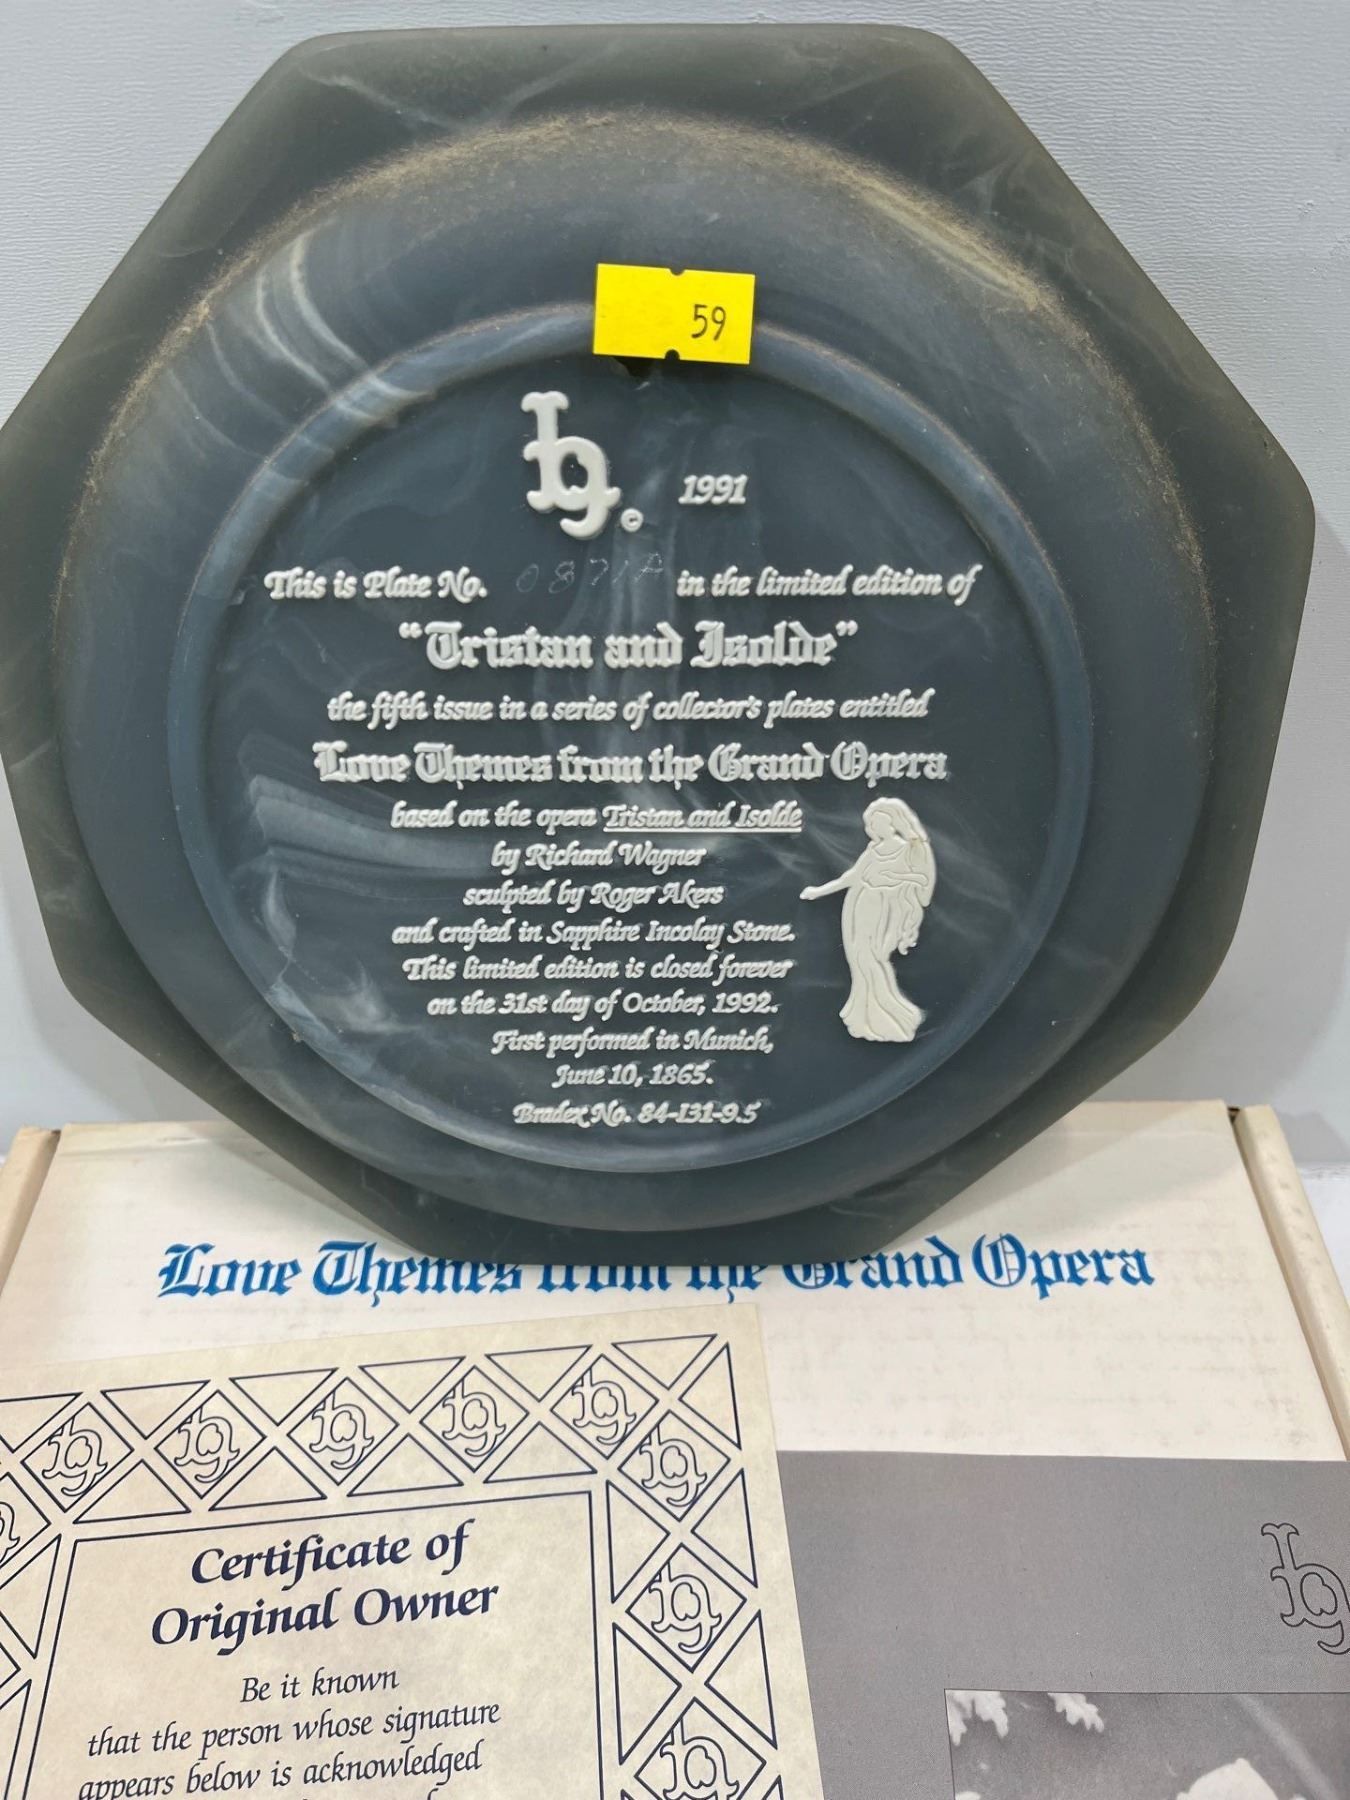 59
1991
This is Plate No. 0871A in the limited edition of
“Tristan and Isolde”
the fifth issue in a series of collector's plates entitled
Love Themes from the Grand Opera
based on the opera Tristan and Isolde
by Richard Wagner
sculpted by Roger Akers
and crafted in Sapphire Incolay Stone.
This limited edition is closed forever
on the 31st day of October, 1992.
First performed in Munich,
June 10, 1865.
Bradex No. 84-I31-9.5
Love Themes from the Grand Opera
Certificate of
Original Owner
Be it known
that the person whose signature
appears below is acknowledged